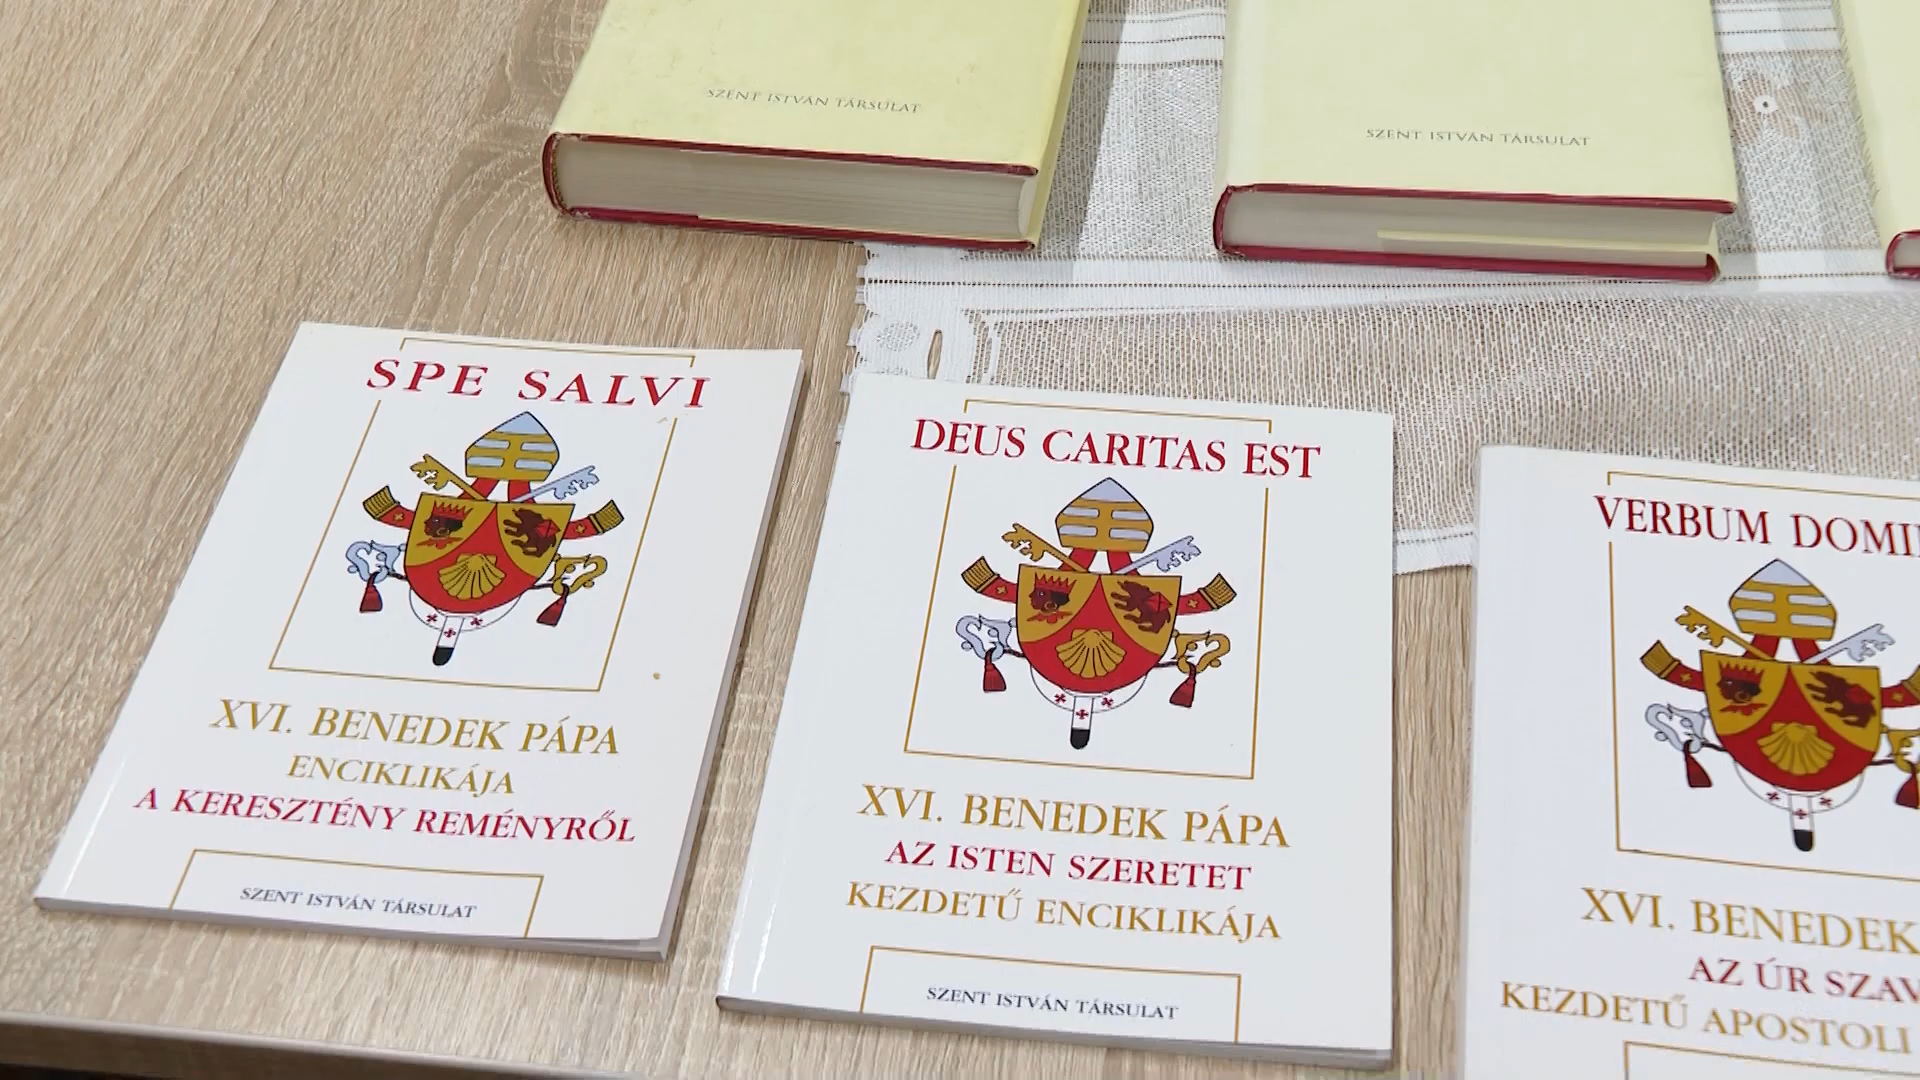 SZENT ISTVÁN TÁRSULAT
SZENT ISTVÁN TÁRSULAT
SPE SALVI
XVI. BENEDEK PÁPA
ENCIKLIKÁJA
A KERESZTÉNY REMÉNYRŐL
SZENT ISTVÁN TÁRSULAT
DEUS CARITAS EST
XVI. BENEDEK PÁPA
AZ ISTEN SZERETET
KEZDETŰ ENCIKLIKÁJA
SZENT ISTVÁN TÁRSULAT
VERBUM DOMI
XVI. BENEDEK
AZ ÚR SZAV
KEZDETŰ APOSTOLI